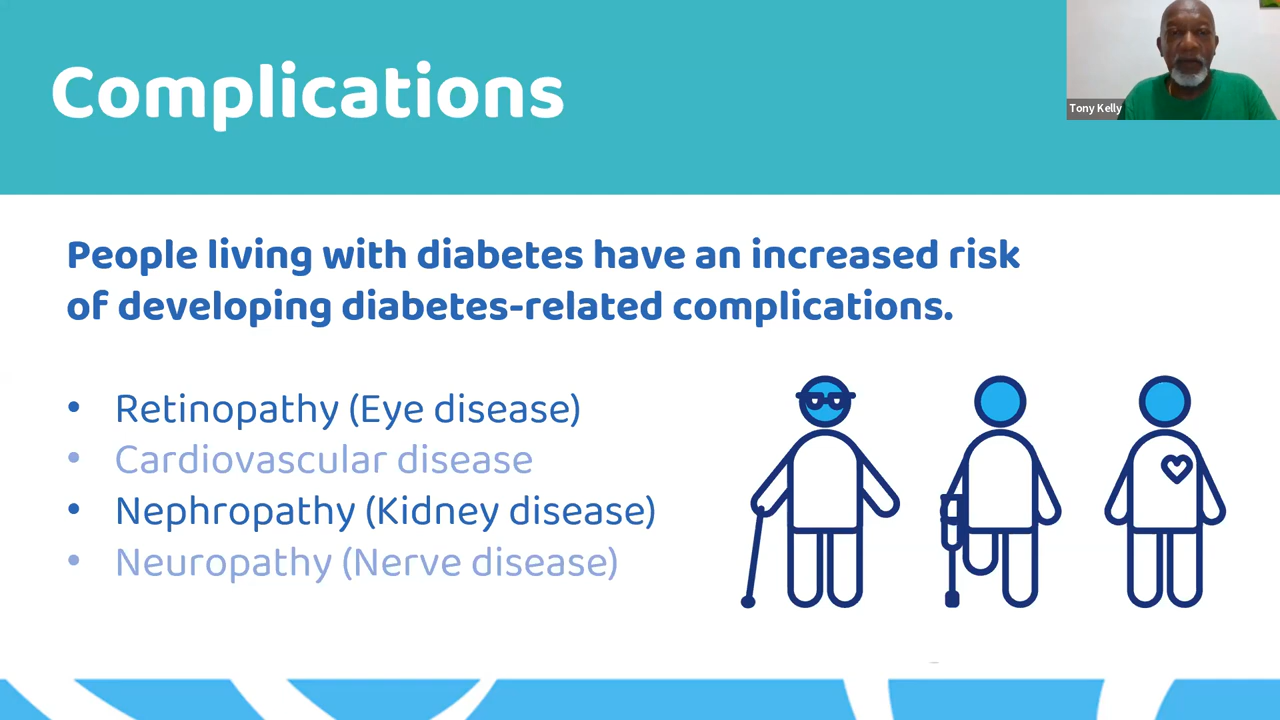 Complications
Tony Kelly
People living with diabetes have an increased risk
of developing diabetes-related complications.
• Retinopathy (Eye disease)
• Cardiovascular disease
• Nephropathy (Kidney disease)
• Neuropathy (Nerve disease)